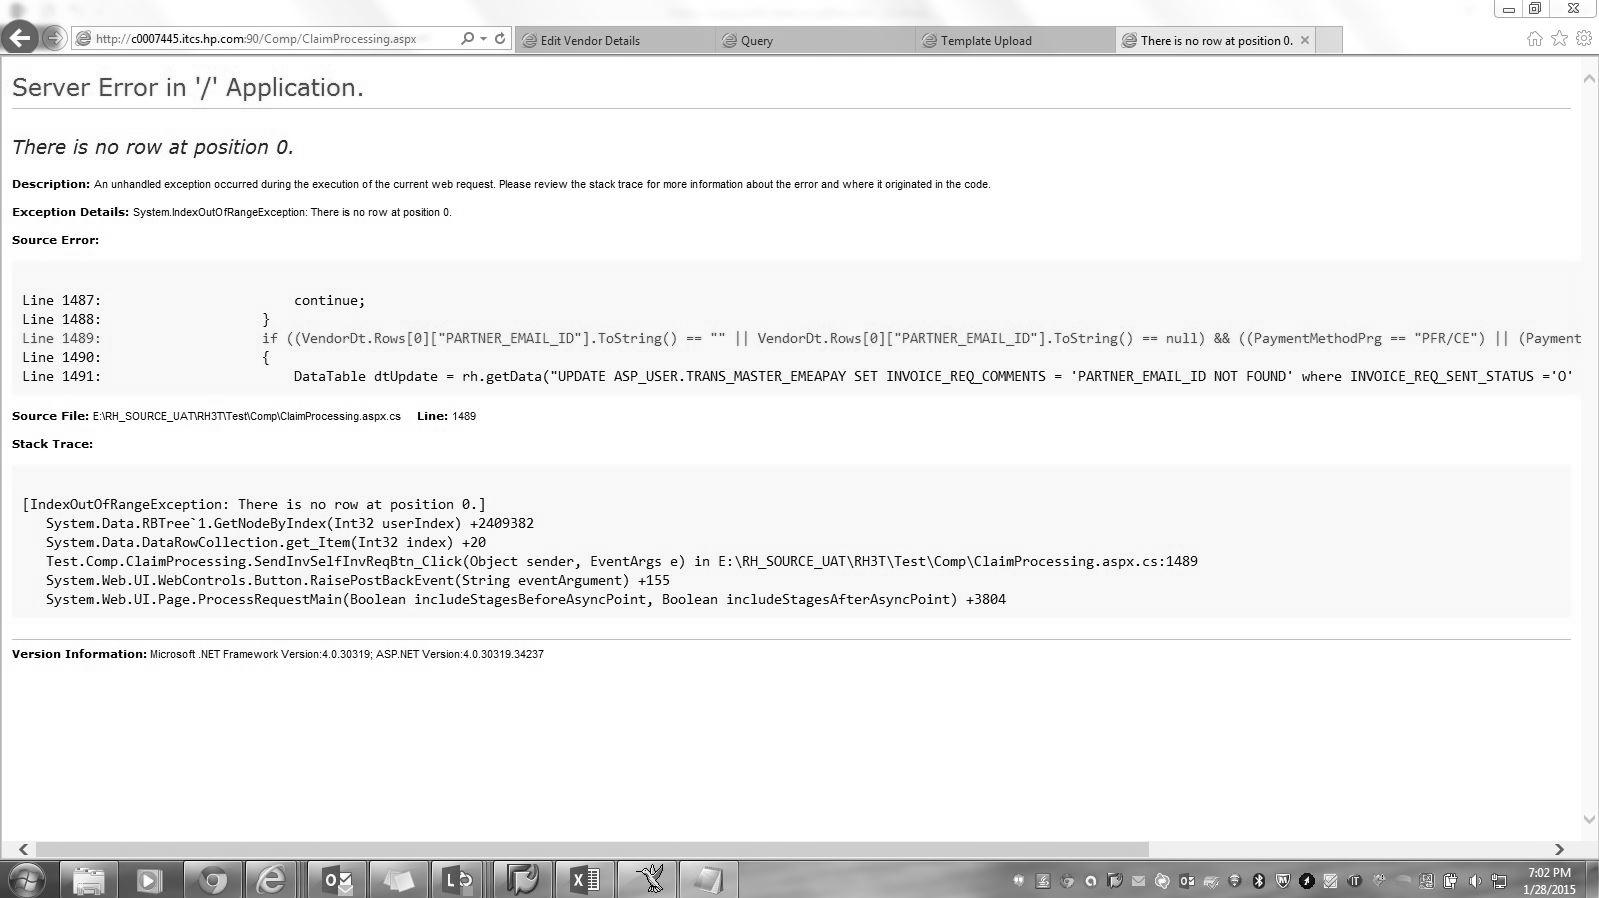 http://c0007445.itcs.hp.com:90/Comp/ClaimProcessing.aspx
Edit Vendor Details
Query
Template Upload
There is no row at position 0.
Server Error in '/' Application.
There is no row at position 0.
Description: An unhandled exception occurred during the execution of the current web request. Please review the stack trace for more information about the error and where it originated in the code.
Exception Details: System.IndexOutOfRangeException: There is no row at position 0.
Source Error:
Line 1487: continue;
Line 1488: }
Line 1489: if ((VendorDt.Rows[0]["PARTNER_EMAIL_ID"].ToString() == "" || VendorDt.Rows[0]["PARTNER_EMAIL_ID"].ToString() == null) && ((PaymentMethodPrg == "PFR/CE") || (Payment
Line 1490: {
Line 1491: DataTable dtUpdate = rh.getData("UPDATE ASP_USER.TRANS_MASTER_EMEAPAY SET INVOICE_REQ_COMMENTS = 'PARTNER_EMAIL_ID NOT FOUND' where INVOICE_REQ_SENT_STATUS ='O'
Source File: E:\RH_SOURCE_UAT\RH3T\Test\Comp\ClaimProcessing.aspx.cs Line: 1489
Stack Trace:
[IndexOutOfRangeException: There is no row at position 0.]
System.Data.RBTree`1.GetNodeByIndex(Int32 userIndex) +2409382
System.Data.DataRowCollection.get_Item(Int32 index) +20
Test.Comp.ClaimProcessing.SendInvSelfInvReqBtn_Click(Object sender, EventArgs e) in E:\RH_SOURCE_UAT\RH3T\Test\Comp\ClaimProcessing.aspx.cs:1489
System.Web.UI.WebControls.Button.RaisePostBackEvent(String eventArgument) +155
System.Web.UI.Page.ProcessRequestMain(Boolean includeStagesBeforeAsyncPoint, Boolean includeStagesAfterAsyncPoint) +3804
Version Information: Microsoft .NET Framework Version:4.0.30319; ASP.NET Version:4.0.30319.34237
7:02 PM
1/28/2015